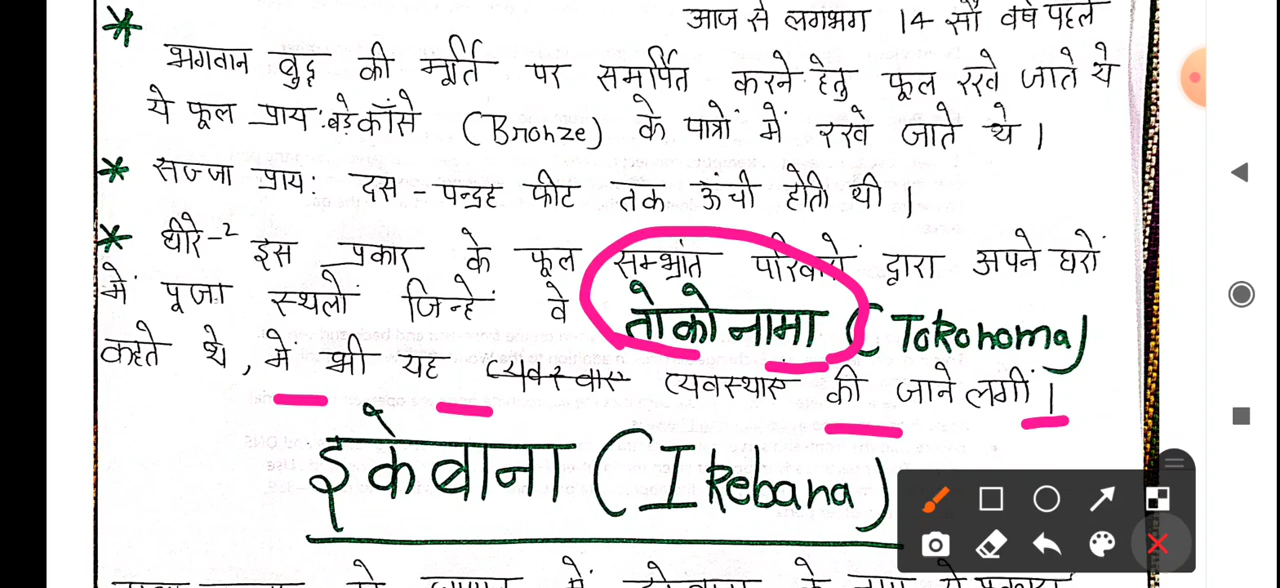 आज से लगभग 14 सौ वर्ष पहले
भगवान बुद्ध की मूर्ति पर समर्पित करने हेतु फूल रखे जाते थे
ये फूल प्राय: बड़े काँसे (Bronze) के पात्रों में रखे जाते थे।
* सज्जा प्राय: दस - पन्द्रह फीट तक ऊंची होती थी।
* धीरे-2 इस प्रकार के फूल सम्भ्रांत परिवारों द्वारा अपने घरों
में पूजा स्थलों जिन्हें वे तोकोनामा (Tokonoma)
कहते थे, में भी यह व्यवस्थाएं की जाने लगीं।
इकेबाना (Ikebana)